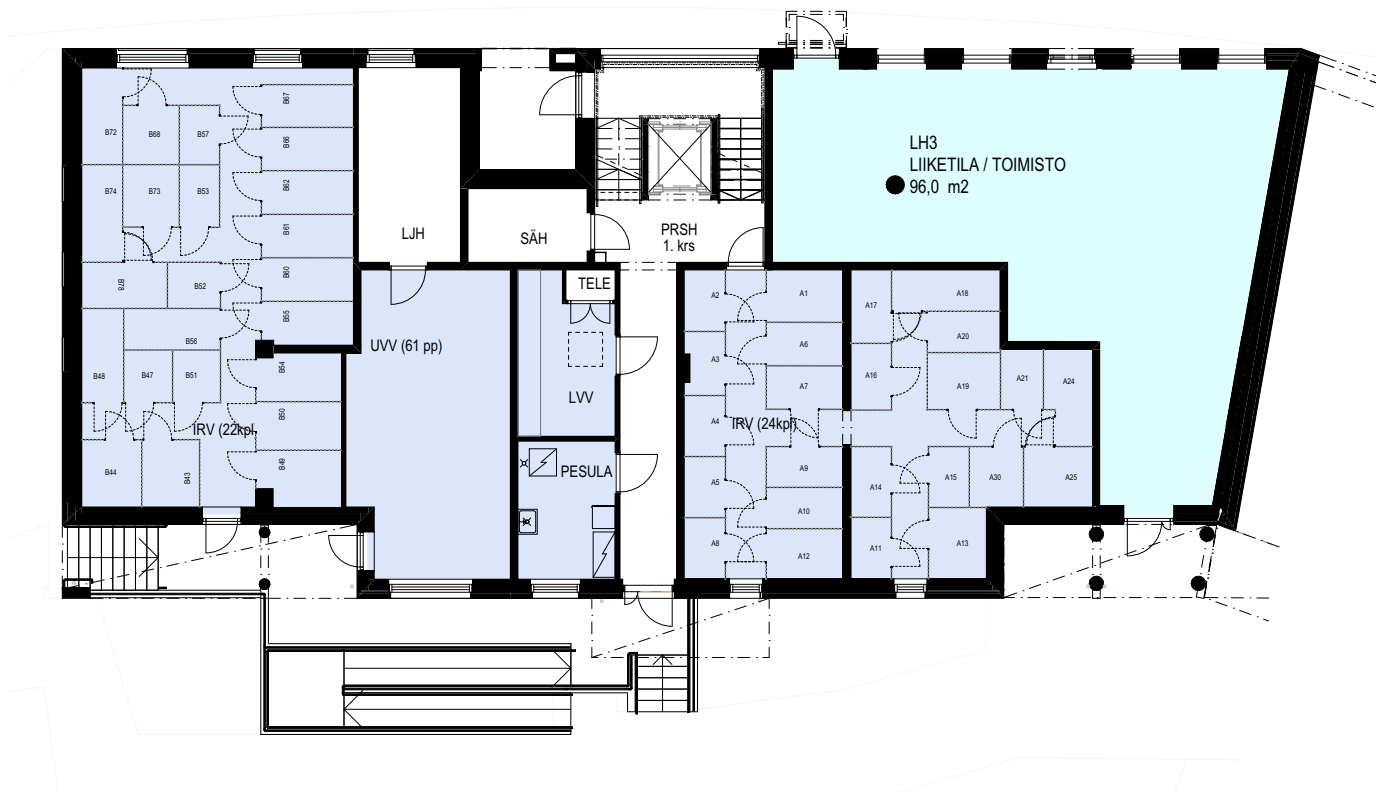 B72
B68
B57
B67
B66
B74
B73
B53
B62
B61
B78
B52
B60
B55
B56
B48
B47
B51
B54
B50
IRV (22kpl
B44
B43
B49
LJH
SÄH
PRSH
1. krs
LH3
LIIKETILA / TOIMISTO
96,0 m2
UVV (61 pp)
TELE
LVV
PESULA
A2
A1
A3
A6
A7
A4
IRV (24kpl)
A5
A9
A10
A8
A12
A17
A18
A20
A16
A19
A21
A24
A14
A15
A30
A25
A11
A13